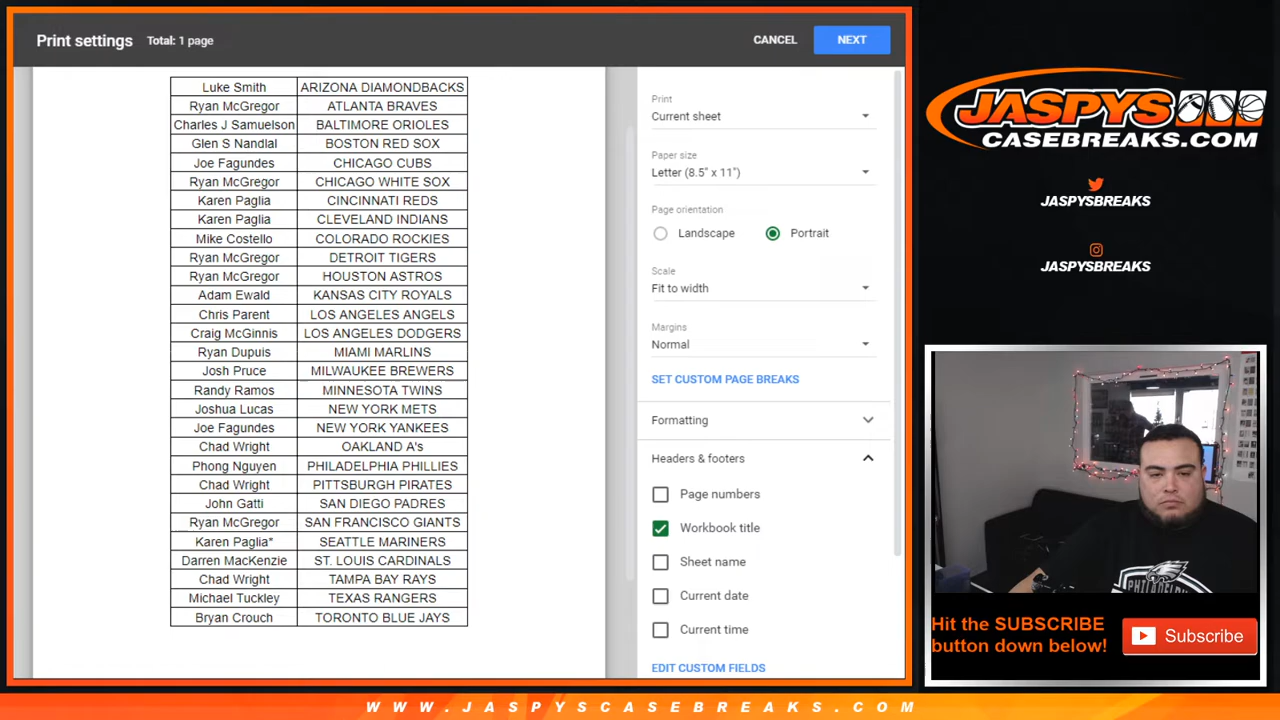 Print settings Total: 1 page CANCEL NEXT
Luke Smith ARIZONA DIAMONDBACKS
Ryan McGregor ATLANTA BRAVES
Charles J Samuelson BALTIMORE ORIOLES
Glen S Nandlal BOSTON RED SOX
Joe Fagundes CHICAGO CUBS
Ryan McGregor CHICAGO WHITE SOX
Karen Paglia CINCINNATI REDS
Karen Paglia CLEVELAND INDIANS
Mike Costello COLORADO ROCKIES
Ryan McGregor DETROIT TIGERS
Ryan McGregor HOUSTON ASTROS
Adam Ewald KANSAS CITY ROYALS
Chris Parent LOS ANGELES ANGELS
Craig McGinnis LOS ANGELES DODGERS
Ryan Dupuis MIAMI MARLINS
Josh Pruce MILWAUKEE BREWERS
Randy Ramos MINNESOTA TWINS
Joshua Lucas NEW YORK METS
Joe Fagundes NEW YORK YANKEES
Chad Wright OAKLAND A's
Phong Nguyen PHILADELPHIA PHILLIES
Chad Wright PITTSBURGH PIRATES
John Gatti SAN DIEGO PADRES
Ryan McGregor SAN FRANCISCO GIANTS
Karen Paglia* SEATTLE MARINERS
Darren MacKenzie ST. LOUIS CARDINALS
Chad Wright TAMPA BAY RAYS
Michael Tuckley TEXAS RANGERS
Bryan Crouch TORONTO BLUE JAYS
Print
Current sheet
Paper size
Letter (8.5" x 11")
Page orientation
Landscape Portrait
Scale
Fit to width
Margins
Normal
SET CUSTOM PAGE BREAKS
Formatting
Headers & footers
Page numbers
Workbook title
Sheet name
Current date
Current time
EDIT CUSTOM FIELDS
JASPYS
CASEBREAKS.COM
JASPYSBREAKS
JASPYSBREAKS
PHILADELPHIA
Hit the SUBSCRIBE
button down below!
Subscribe
WWW.JASPYSCASEBREAKS.COM